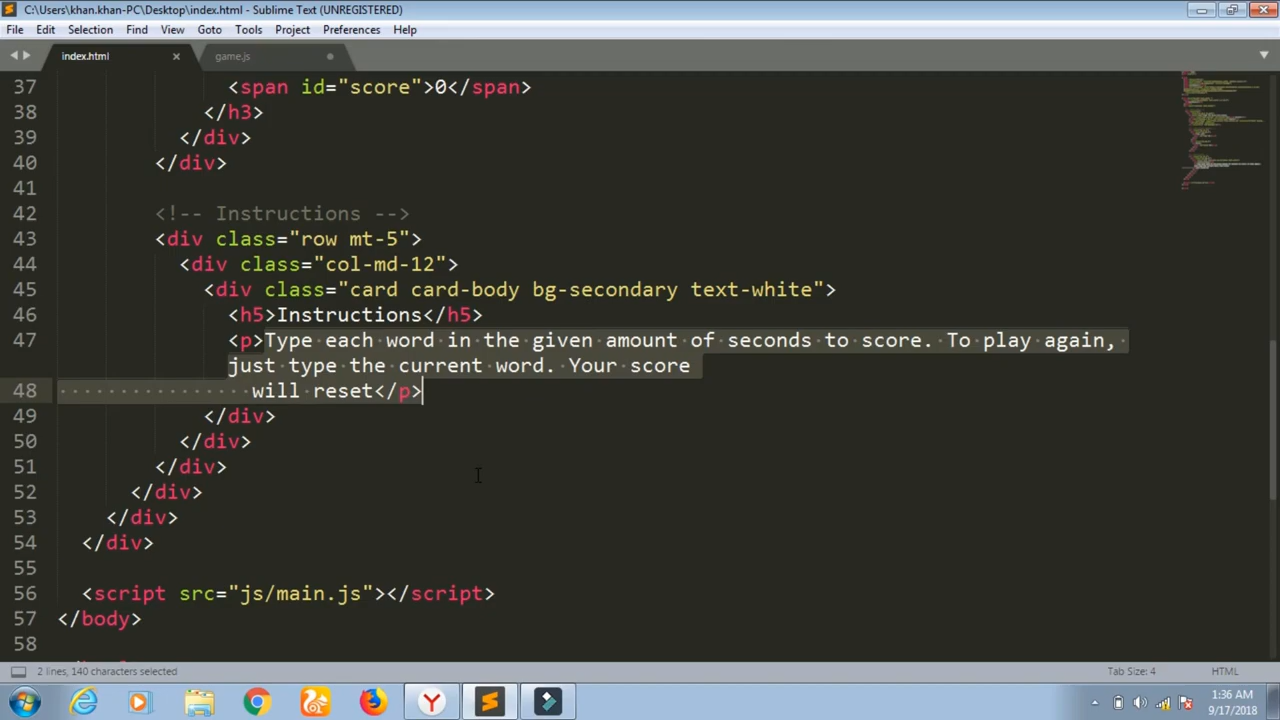 C:\Users\khan.khan-PC\Desktop\index.html - Sublime Text (UNREGISTERED)
File Edit Selection Find View Goto Tools Project Preferences Help
index.html × game.js
37 <span id="score">0</span>
38 </h3>
39 </div>
40 </div>
41
42 <!-- Instructions -->
43 <div class="row mt-5">
44 <div class="col-md-12">
45 <div class="card card-body bg-secondary text-white">
46 <h5>Instructions</h5>
47 <p>Type each word in the given amount of seconds to score. To play again,
just type the current word. Your score
48 will reset</p>
49 </div>
50 </div>
51 </div>
52 </div>
53 </div>
54 </div>
55
56 <script src="js/main.js"></script>
57 </body>
58
2 lines, 140 characters selected Tab Size: 4 HTML
1:36 AM
9/17/2018